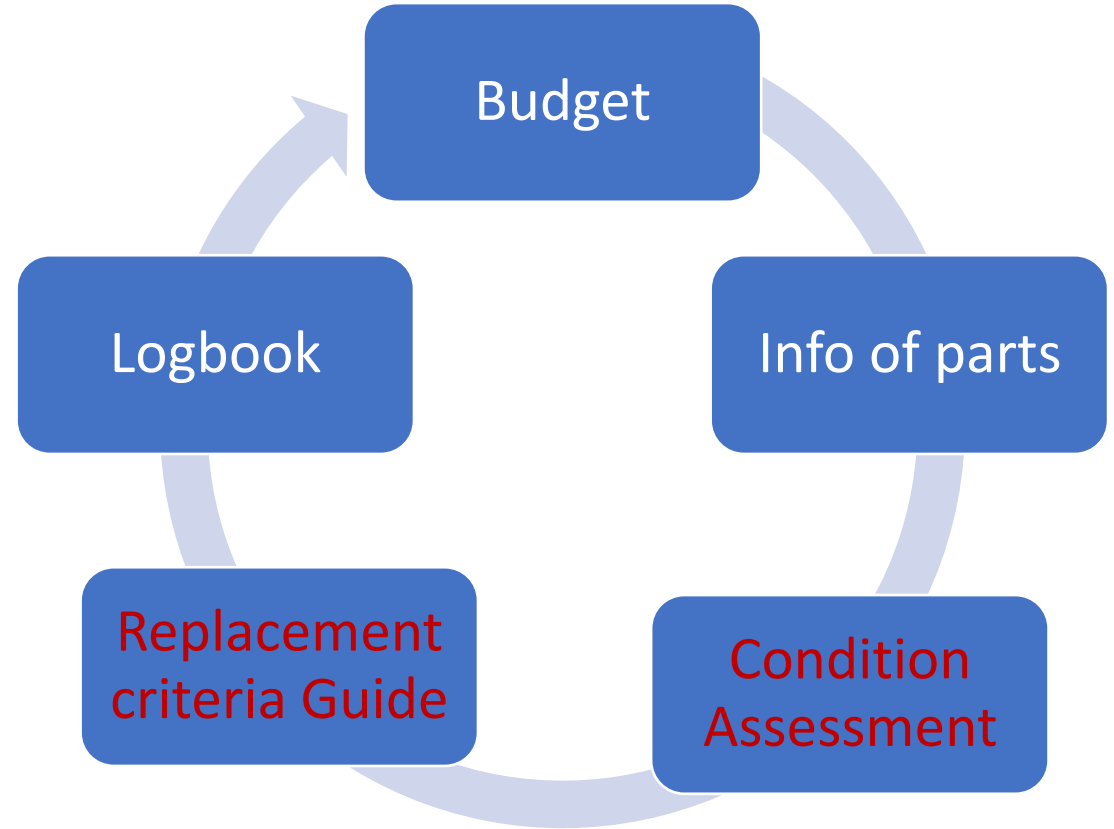 Budget
Logbook
Info of parts
Replacement
criteria Guide
Condition
Assessment